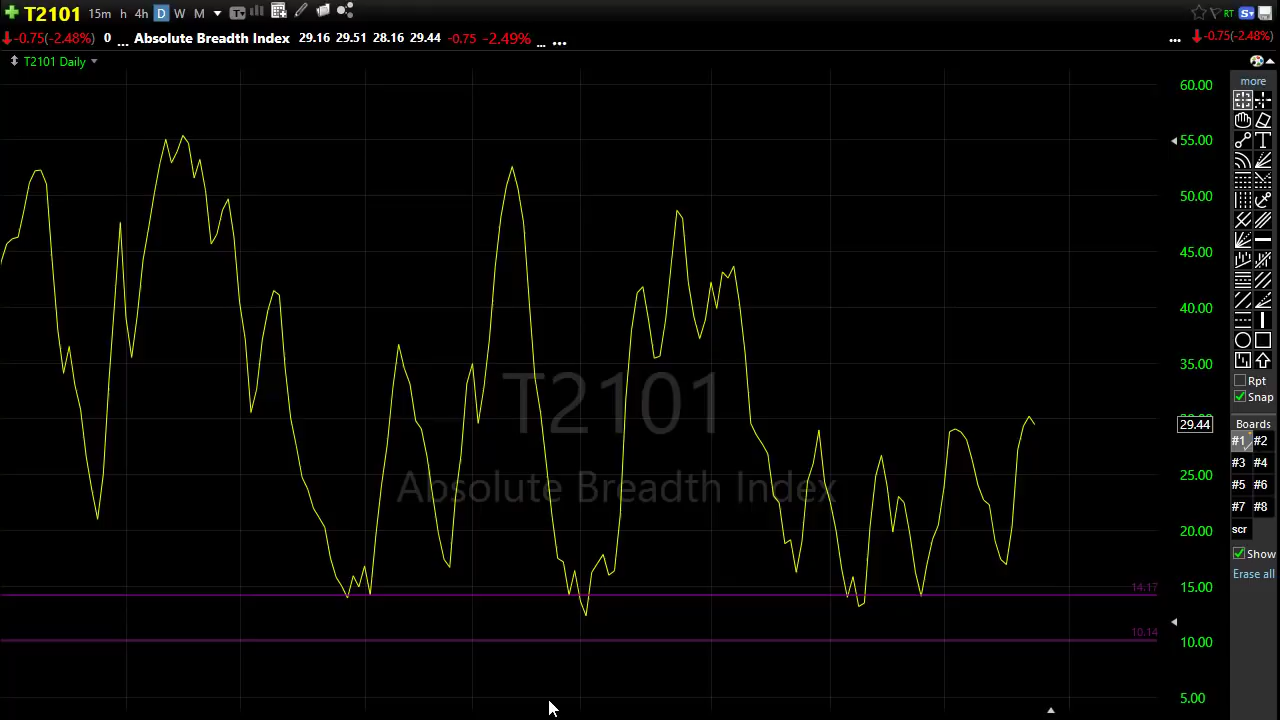 T2101 15m h 4h D W M T RT S
-0.75(-2.48%) 0 ... Absolute Breadth Index 29.16 29.51 28.16 29.44 -0.75 -2.49% ... ... ... -0.75(-2.48%)
T2101 Daily
more
60.00
55.00
50.00
45.00
40.00
35.00
Rpt
Snap
T2101
29.44
Boards
#1 #2
#3 #4
Absolute Breadth Index
25.00
#5 #6
#7 #8
20.00
scr
Show
14.17
15.00
Erase all
10.14
10.00
5.00